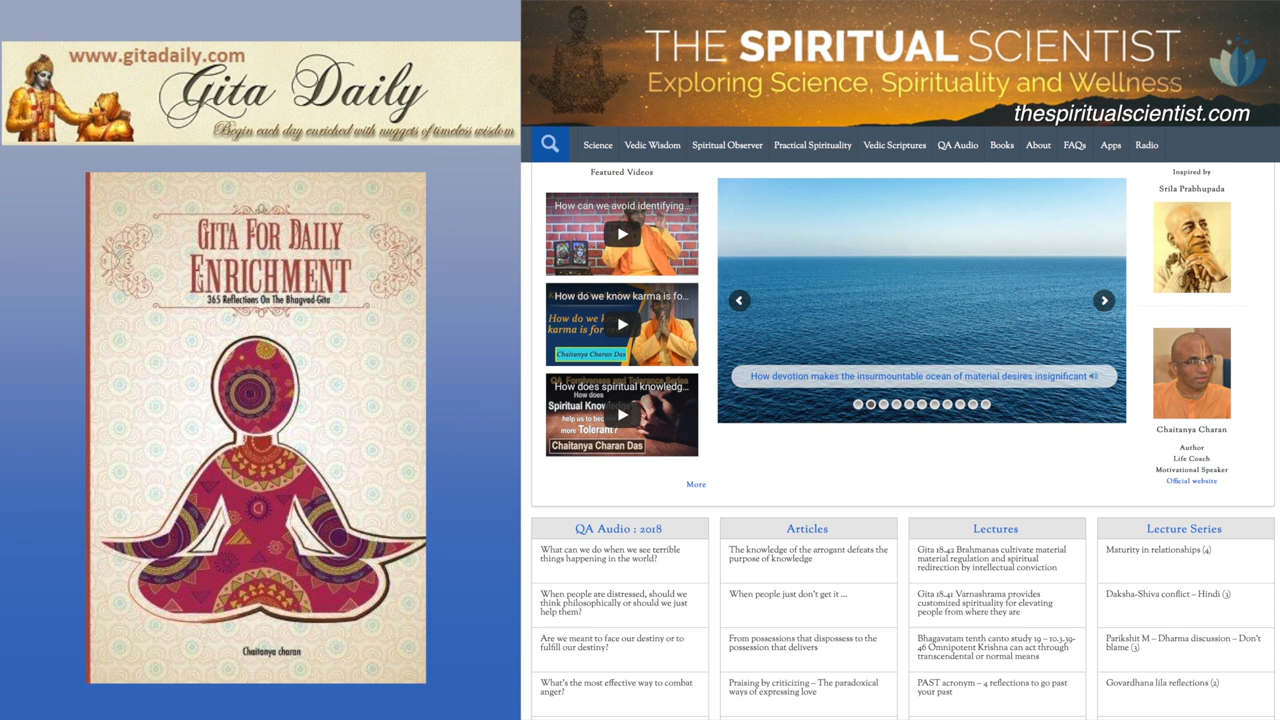 www.gitadaily.com
Gita Daily
Begin each day enriched with nuggets of timeless wisdom
GITA FOR DAILY
ENRICHMENT
365 Reflections On The Bhagvad-Gita
Chaitanya charan
THE SPIRITUAL SCIENTIST
Exploring Science, Spirituality and Wellness
thespiritualscientist.com
Science Vedic Wisdom Spiritual Observer Practical Spirituality Vedic Scriptures QA Audio Books About FAQs Apps Radio
Featured Videos
How can we avoid identifying...
How do we know karma is fo...
How do we k
karma is for
Chaitanya Charan Das
QA Forgiveness and Tolerance Series
How does spiritual knowledg...
How does
Spiritual Know
help us to be
more Tolerant?
Chaitanya Charan Das
More
How devotion makes the insurmountable ocean of material desires insignificant
Inspired by
Srila Prabhupada
Chaitanya Charan
Author
Life Coach
Motivational Speaker
Official website
QA Audio : 2018
What can we do when we see terrible
things happening in the world?
When people are distressed, should we
think philosophically or should we just
help them?
Are we meant to face our destiny or to
fulfill our destiny?
What's the most effective way to combat
anger?
Articles
The knowledge of the arrogant defeats the
purpose of knowledge
When people just don't get it ...
From possessions that dispossess to the
possession that delivers
Praising by criticizing – The paradoxical
ways of expressing love
Lectures
Gita 18.42 Brahmanas cultivate material
material regulation and spiritual
redirection by intellectual conviction
Gita 18.41 Varnashrama provides
customized spirituality for elevating
people from where they are
Bhagavatam tenth canto study 19 – 10.3.39-
46 Omnipotent Krishna can act through
transcendental or normal means
PAST acronym – 4 reflections to go past
your past
Lecture Series
Maturity in relationships (4)
Daksha-Shiva conflict – Hindi (3)
Parikshit M – Dharma discussion – Don't
blame (3)
Govardhana lila reflections (2)